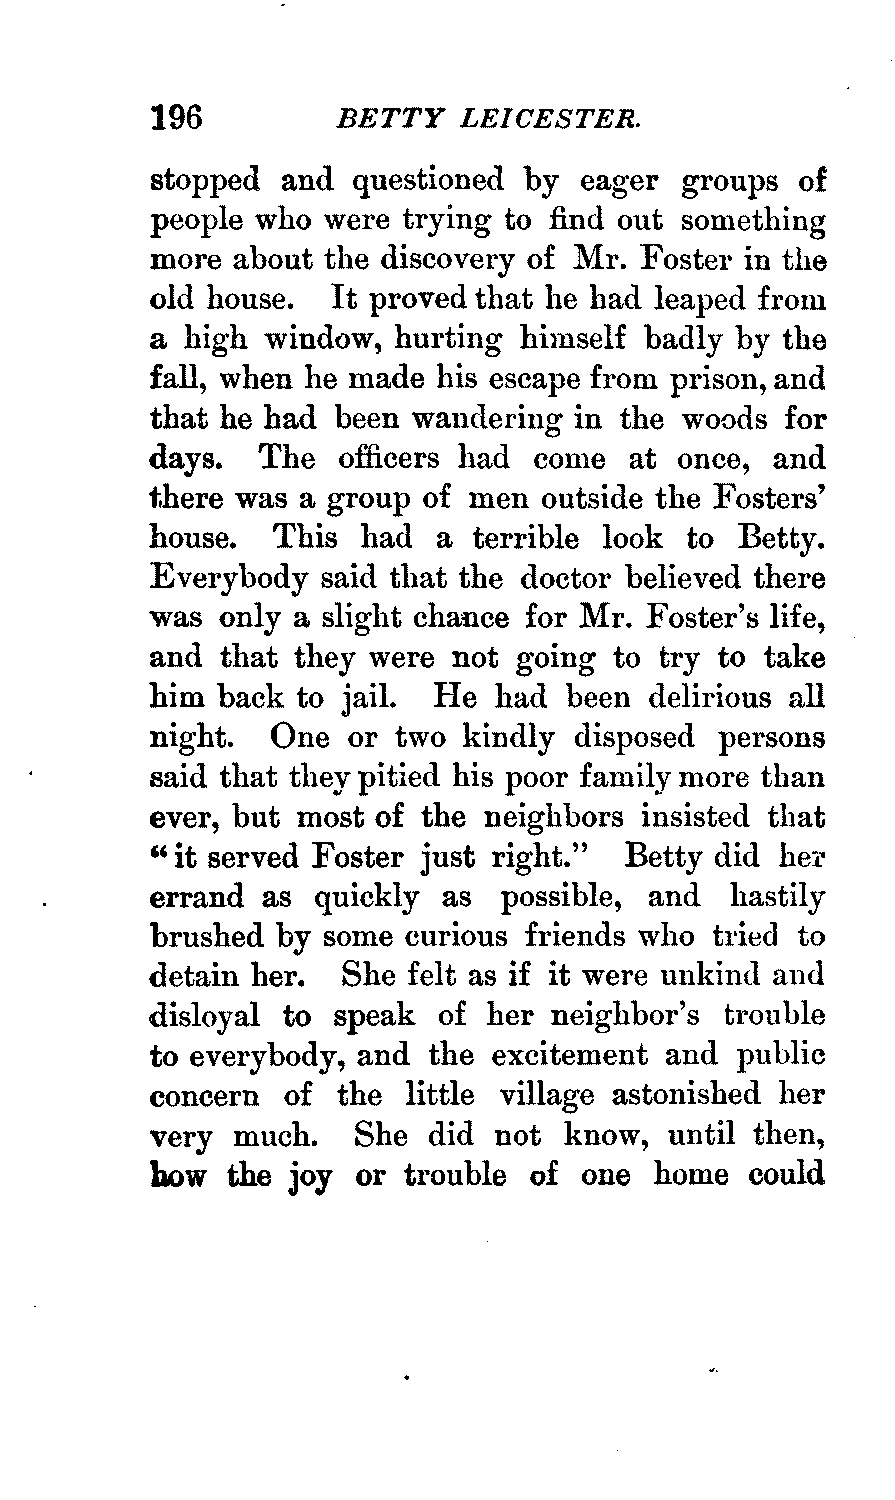 196 BETTY LEICESTER.
stopped and questioned by eager groups of
people who were trying to find out something
more about the discovery of Mr. Foster in the
old house. It proved that he had leaped from
a high window, hurting himself badly by the
fall, when he made his escape from prison, and
that he had been wandering in the woods for
days. The officers had come at once, and
there was a group of men outside the Fosters'
house. This had a terrible look to Betty.
Everybody said that the doctor believed there
was only a slight chance for Mr. Foster's life,
and that they were not going to try to take
him back to jail. He had been delirious all
night. One or two kindly disposed persons
said that they pitied his poor family more than
ever, but most of the neighbors insisted that
"it served Foster just right." Betty did her
errand as quickly as possible, and hastily
brushed by some curious friends who tried to
detain her. She felt as if it were unkind and
disloyal to speak of her neighbor's trouble
to everybody, and the excitement and public
concern of the little village astonished her
very much. She did not know, until then,
how the joy or trouble of one home could